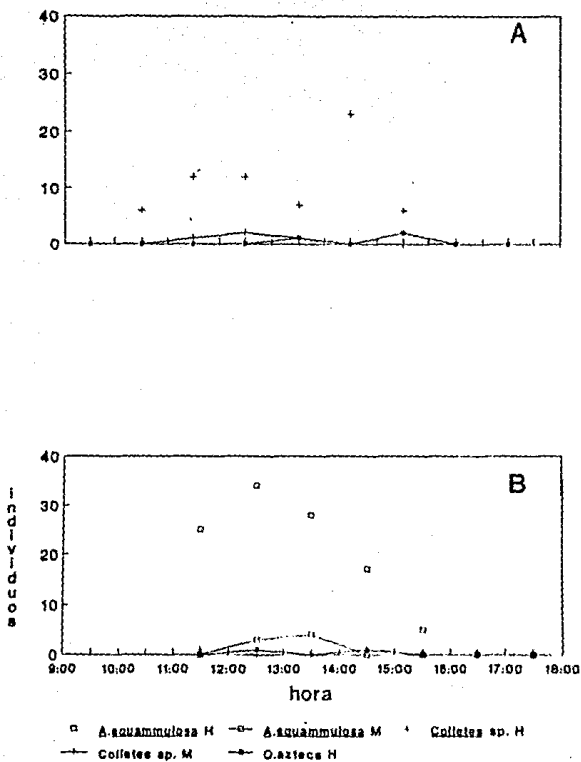 40
A
30
20
10
0
40
B
30
20
10
0
individuos
9:00 10:00 11:00 12:00 13:00 14:00 15:00 16:00 17:00 18:00
hora
A.squammulosa H A.squammulosa M Colletes sp. H
Colletes sp. M O.azteca H